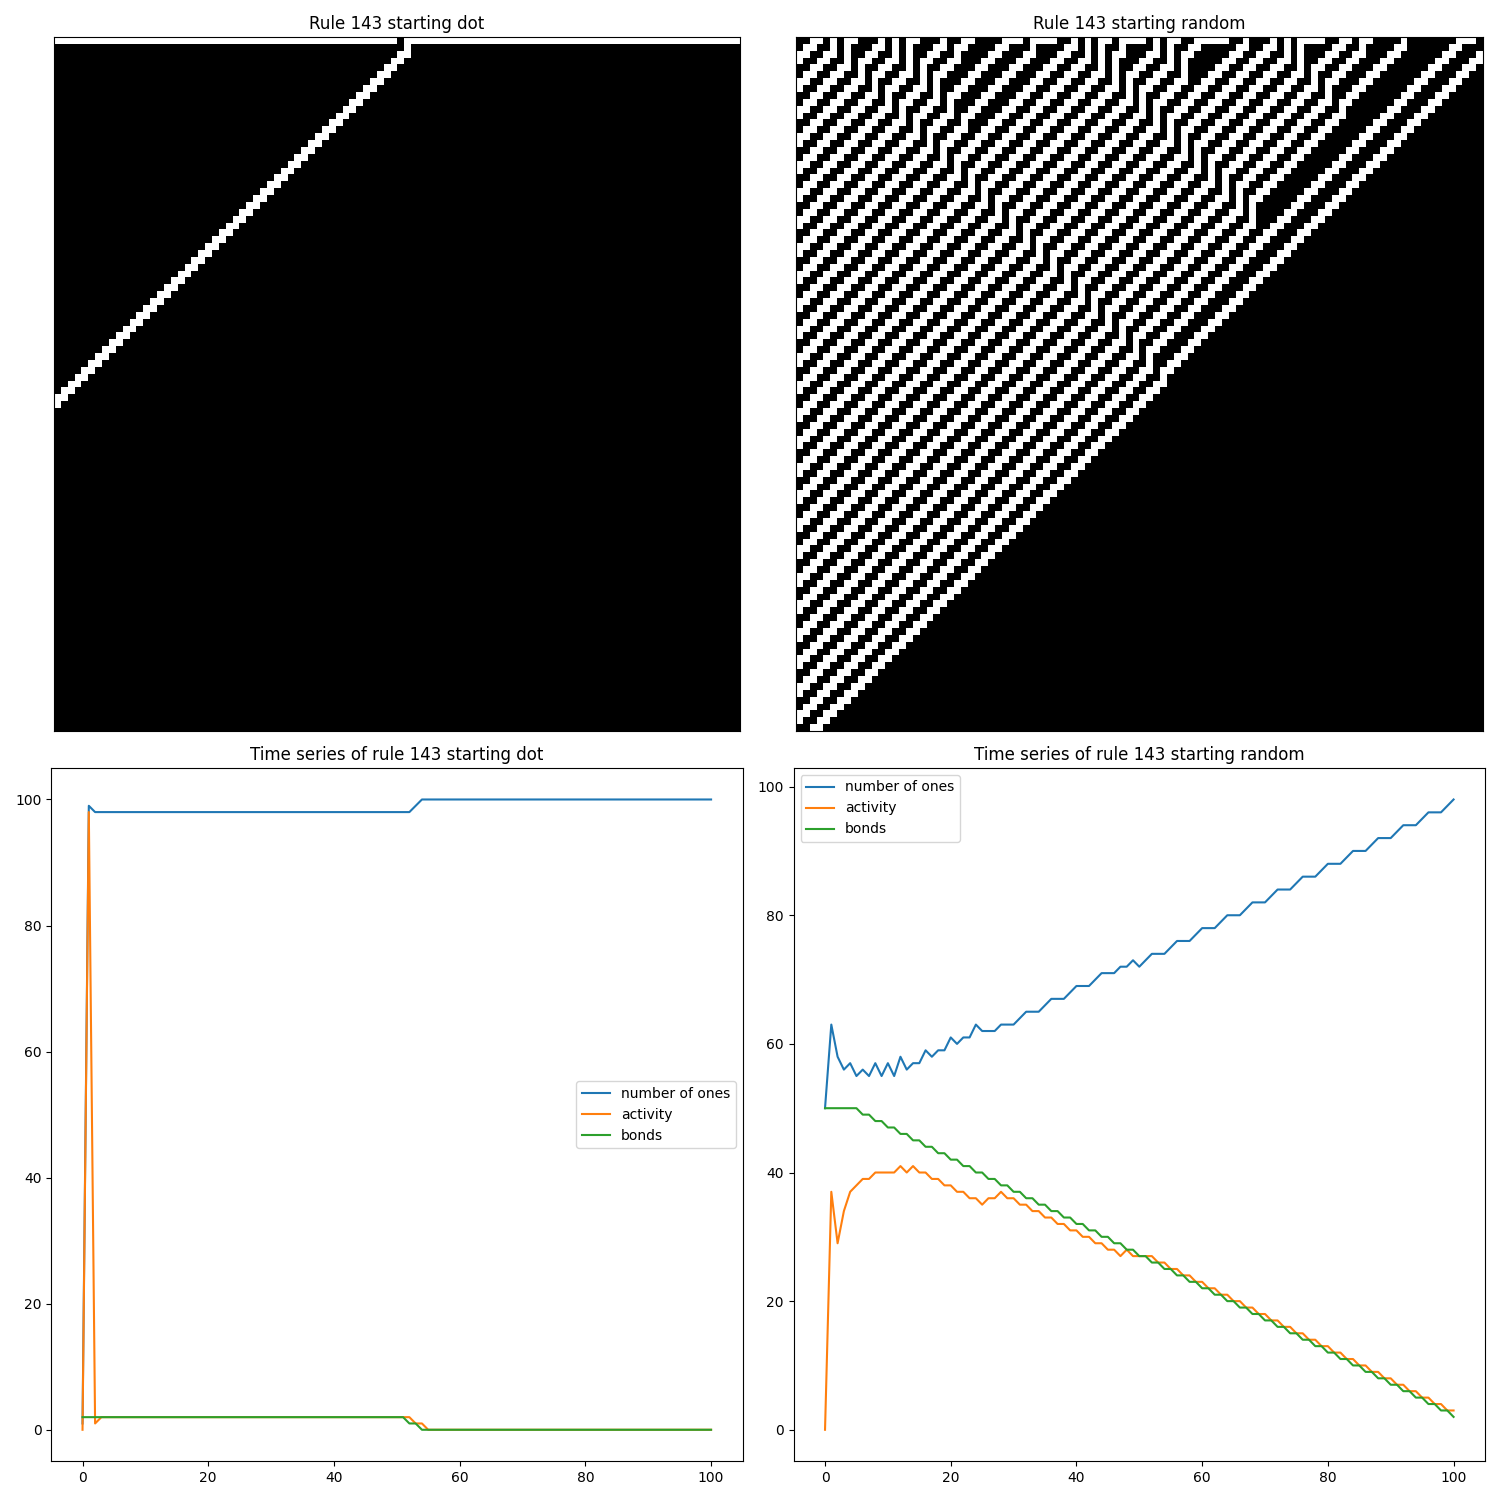 Rule 143 starting dot
Rule 143 starting random
Time series of rule 143 starting dot
100
80
60
40
20
0
0 20 40 60 80 100
number of ones
activity
bonds
Time series of rule 143 starting random
100
80
60
40
20
0
0 20 40 60 80 100
number of ones
activity
bonds